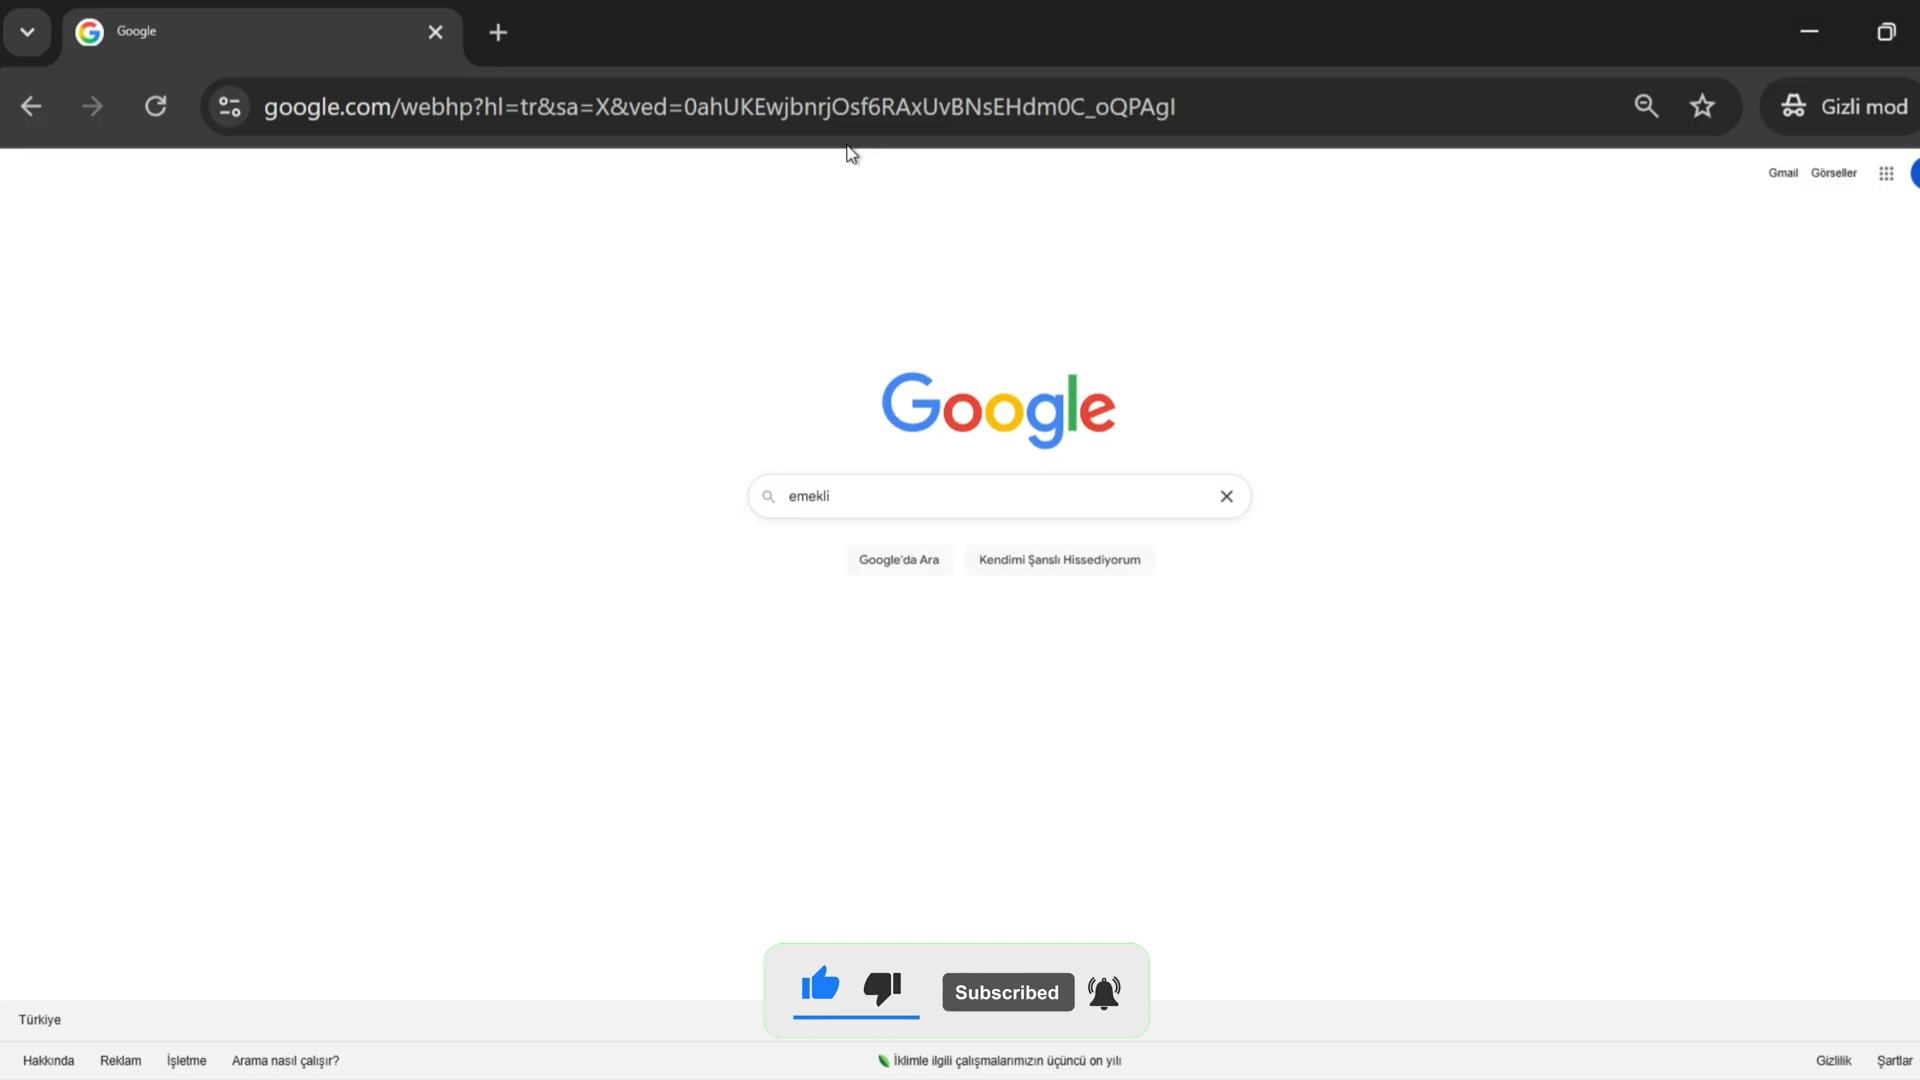 Google
google.com/webhp?hl=tr&sa=X&ved=0ahUKEwjbnrjOsf6RAxUvBNsEHdm0C_oQPAgI
Gizli mod
Gmail Görseller
Google
emekli
Google'da Ara Kendimi Şanslı Hissediyorum
Subscribed
Türkiye
Hakkında Reklam İşletme Arama nasıl çalışır? İklimle ilgili çalışmalarımızın üçüncü on yılı Gizlilik Şartlar